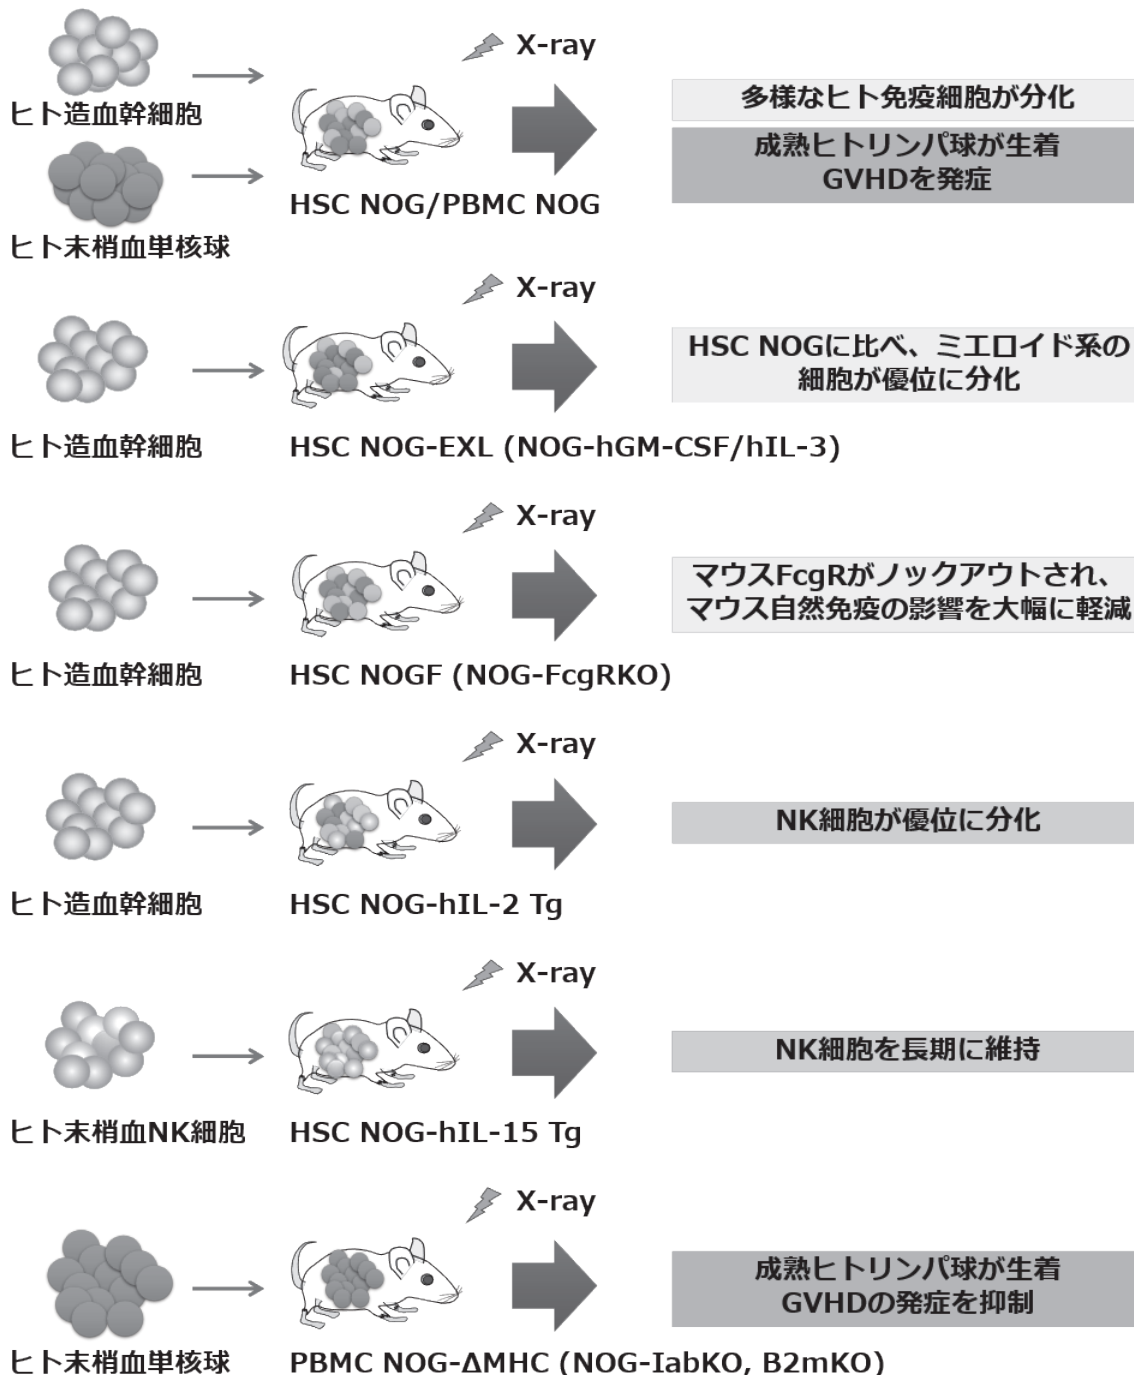 X-ray
ヒト造血幹細胞
多様なヒト免疫細胞が分化
成熟ヒトリンパ球が生着
GVHDを発症
HSC NOG/PBMC NOG
ヒト末梢血単核球
X-ray
HSC NOGに比べ、ミエロイド系の
細胞が優位に分化
ヒト造血幹細胞
HSC NOG-EXL (NOG-hGM-CSF/hIL-3)
X-ray
マウスFcgRがノックアウトされ、
マウス自然免疫の影響を大幅に軽減
ヒト造血幹細胞
HSC NOGF (NOG-FcgRKO)
X-ray
NK細胞が優位に分化
ヒト造血幹細胞
HSC NOG-hIL-2 Tg
X-ray
NK細胞を長期に維持
ヒト末梢血NK細胞
HSC NOG-hIL-15 Tg
X-ray
成熟ヒトリンパ球が生着
GVHDの発症を抑制
ヒト末梢血単核球
PBMC NOG-ΔMHC (NOG-IabKO, B2mKO)